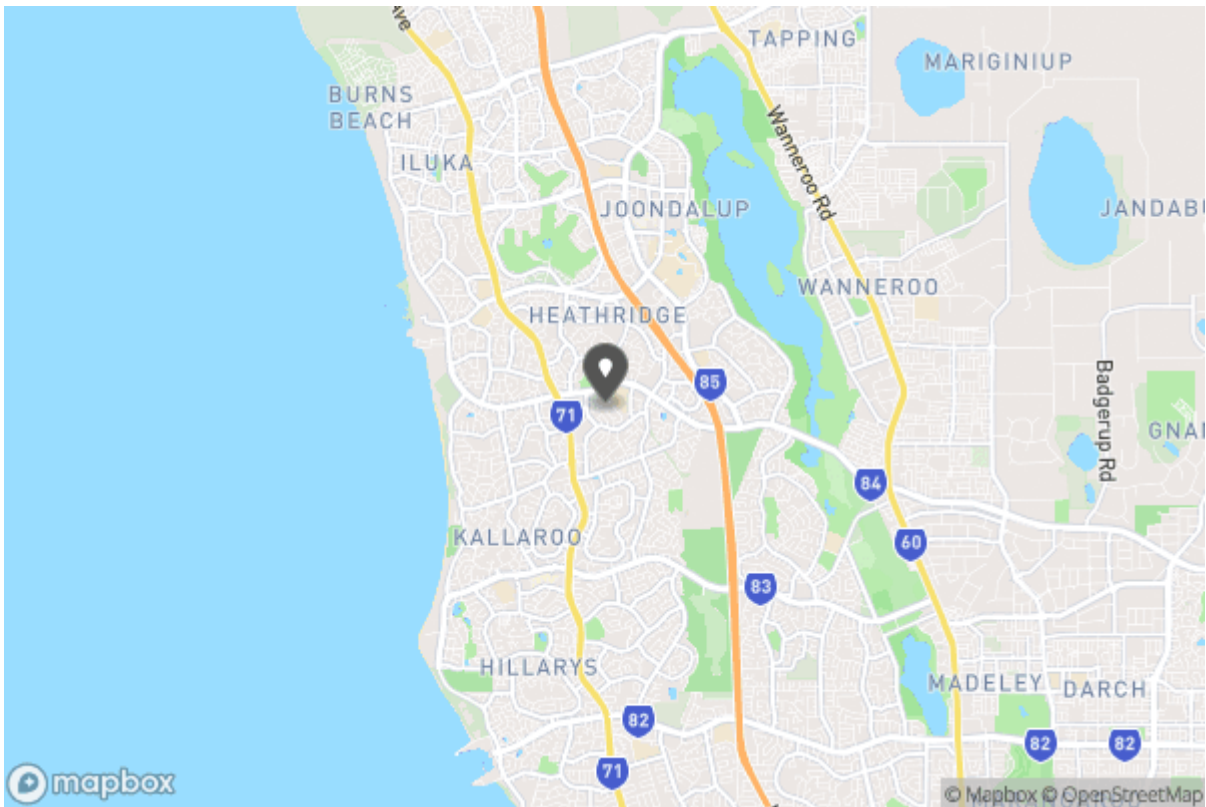 Ave
TAPPING
MARIGINIUP
BURNS
BEACH
Wanneroo Rd
ILUKA
JOONDALUP
JANDABU
WANNEROO
HEATHRIDGE
85
Badgerup Rd
71
GNAN
84
KALLAROO
60
83
HILLARYS
MADELEY
DARCH
82
82
82
71
mapbox
© Mapbox © OpenStreetMap